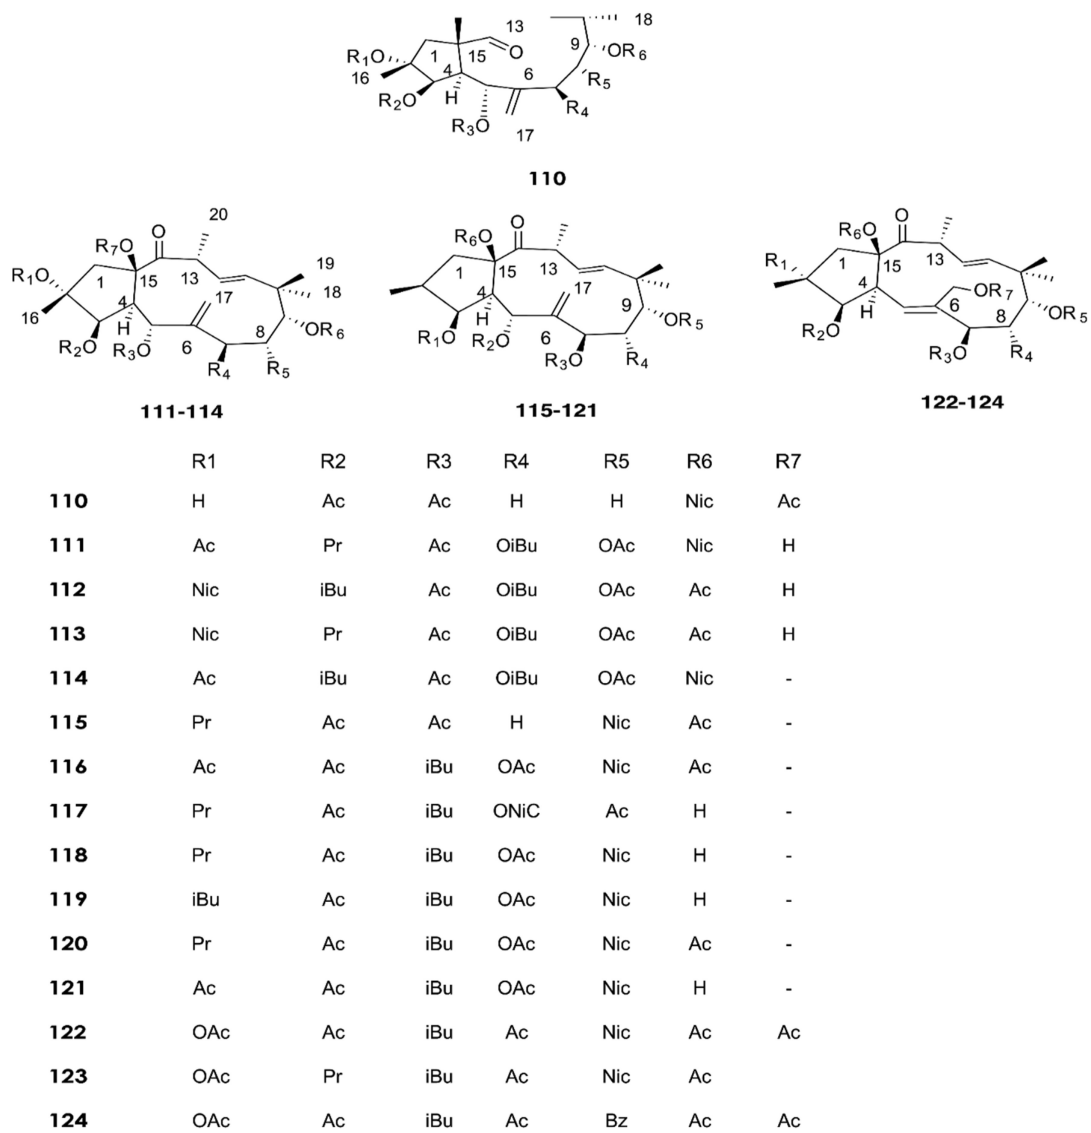 13 18
R₁O 1 15 O 9 OR₆
16 4 6 R₅
R₂O H R₄
R₃O 17
110
20
R₇O O
R₁O 1 15 13 19
17 18
16 4 OR₆
R₂O H R₃O 6 8
R₄ R₅
111-114
R₆O O
1 15 13
4 17 9
H OR₅
R₁O R₂O 6 R₃O R₄
115-121
R₆O O
R₁ 1 15 13
4 6 OR₇
R₂O H 8 OR₅
R₃O R₄
122-124
R1 R2 R3 R4 R5 R6 R7
110 H Ac Ac H H Nic Ac
111 Ac Pr Ac OiBu OAc Nic H
112 Nic iBu Ac OiBu OAc Ac H
113 Nic Pr Ac OiBu OAc Ac H
114 Ac iBu Ac OiBu OAc Nic -
115 Pr Ac Ac H Nic Ac -
116 Ac Ac iBu OAc Nic Ac -
117 Pr Ac iBu ONiC Ac H -
118 Pr Ac iBu OAc Nic H -
119 iBu Ac iBu OAc Nic H -
120 Pr Ac iBu OAc Nic Ac -
121 Ac Ac iBu OAc Nic H -
122 OAc Ac iBu Ac Nic Ac Ac
123 OAc Pr iBu Ac Nic Ac
124 OAc Ac iBu Ac Bz Ac Ac